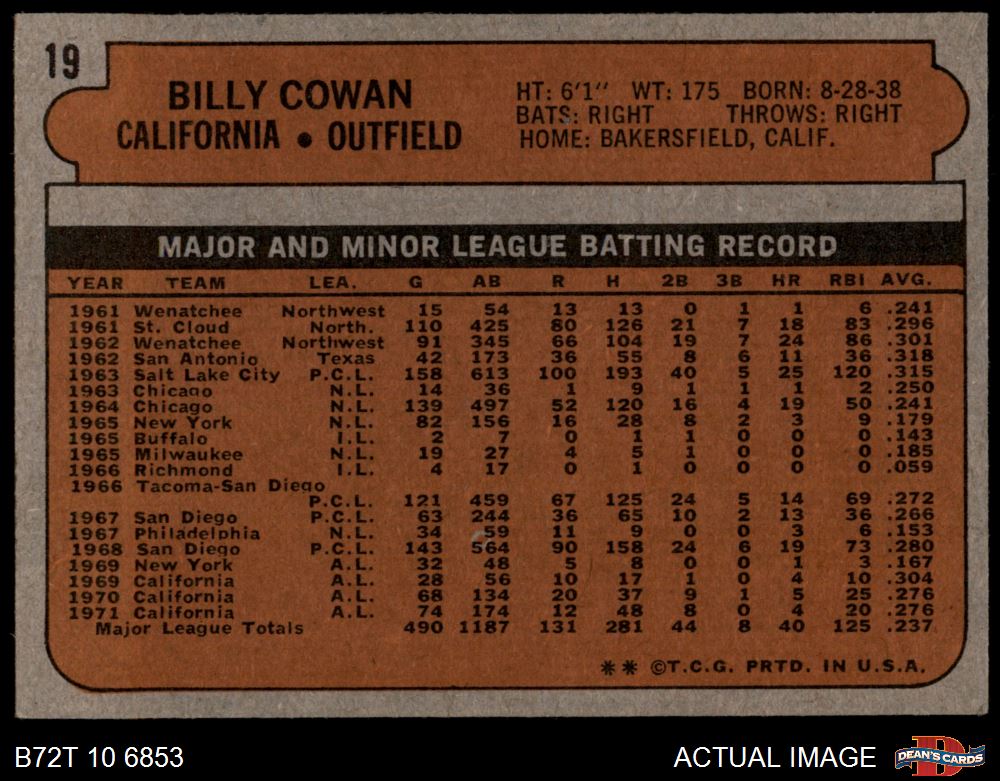 19
BILLY COWAN
CALIFORNIA • OUTFIELD
HT: 6'1" WT: 175 BORN: 8-28-38
BATS: RIGHT THROWS: RIGHT
HOME: BAKERSFIELD, CALIF.
MAJOR AND MINOR LEAGUE BATTING RECORD
YEAR TEAM LEA. G AB R H 2B 3B HR RBI AVG.
1961 Wenatchee Northwest 15 54 13 13 0 1 1 6 .241
1961 St. Cloud North. 110 425 80 126 21 7 18 83 .296
1962 Wenatchee Northwest 91 345 66 104 19 7 24 86 .301
1962 San Antonio Texas 42 173 36 55 8 6 11 36 .318
1963 Salt Lake City P.C.L. 158 613 100 193 40 5 25 120 .315
1963 Chicago N.L. 14 36 1 9 1 1 1 2 .250
1964 Chicago N.L. 139 497 52 120 16 4 19 50 .241
1965 New York N.L. 82 156 16 28 8 2 3 9 .179
1965 Buffalo I.L. 2 7 0 1 1 0 0 0 .143
1965 Milwaukee N.L. 19 27 4 5 1 0 0 0 .185
1966 Richmond I.L. 4 17 0 1 0 0 0 0 .059
1966 Tacoma-San Diego
P.C.L. 121 459 67 125 24 5 14 69 .272
1967 San Diego P.C.L. 63 244 36 65 10 2 13 36 .266
1967 Philadelphia N.L. 34 59 11 9 0 0 3 6 .153
1968 San Diego P.C.L. 143 564 90 158 24 6 19 73 .280
1969 New York A.L. 32 48 5 8 0 0 1 3 .167
1969 California A.L. 28 56 10 17 1 0 4 10 .304
1970 California A.L. 68 134 20 37 9 1 5 25 .276
1971 California A.L. 74 174 12 48 8 0 4 20 .276
Major League Totals 490 1187 131 281 44 8 40 125 .237
** ©T.C.G. PRTD. IN U.S.A.
B72T 10 6853
ACTUAL IMAGE
D
DEAN'S CARDS